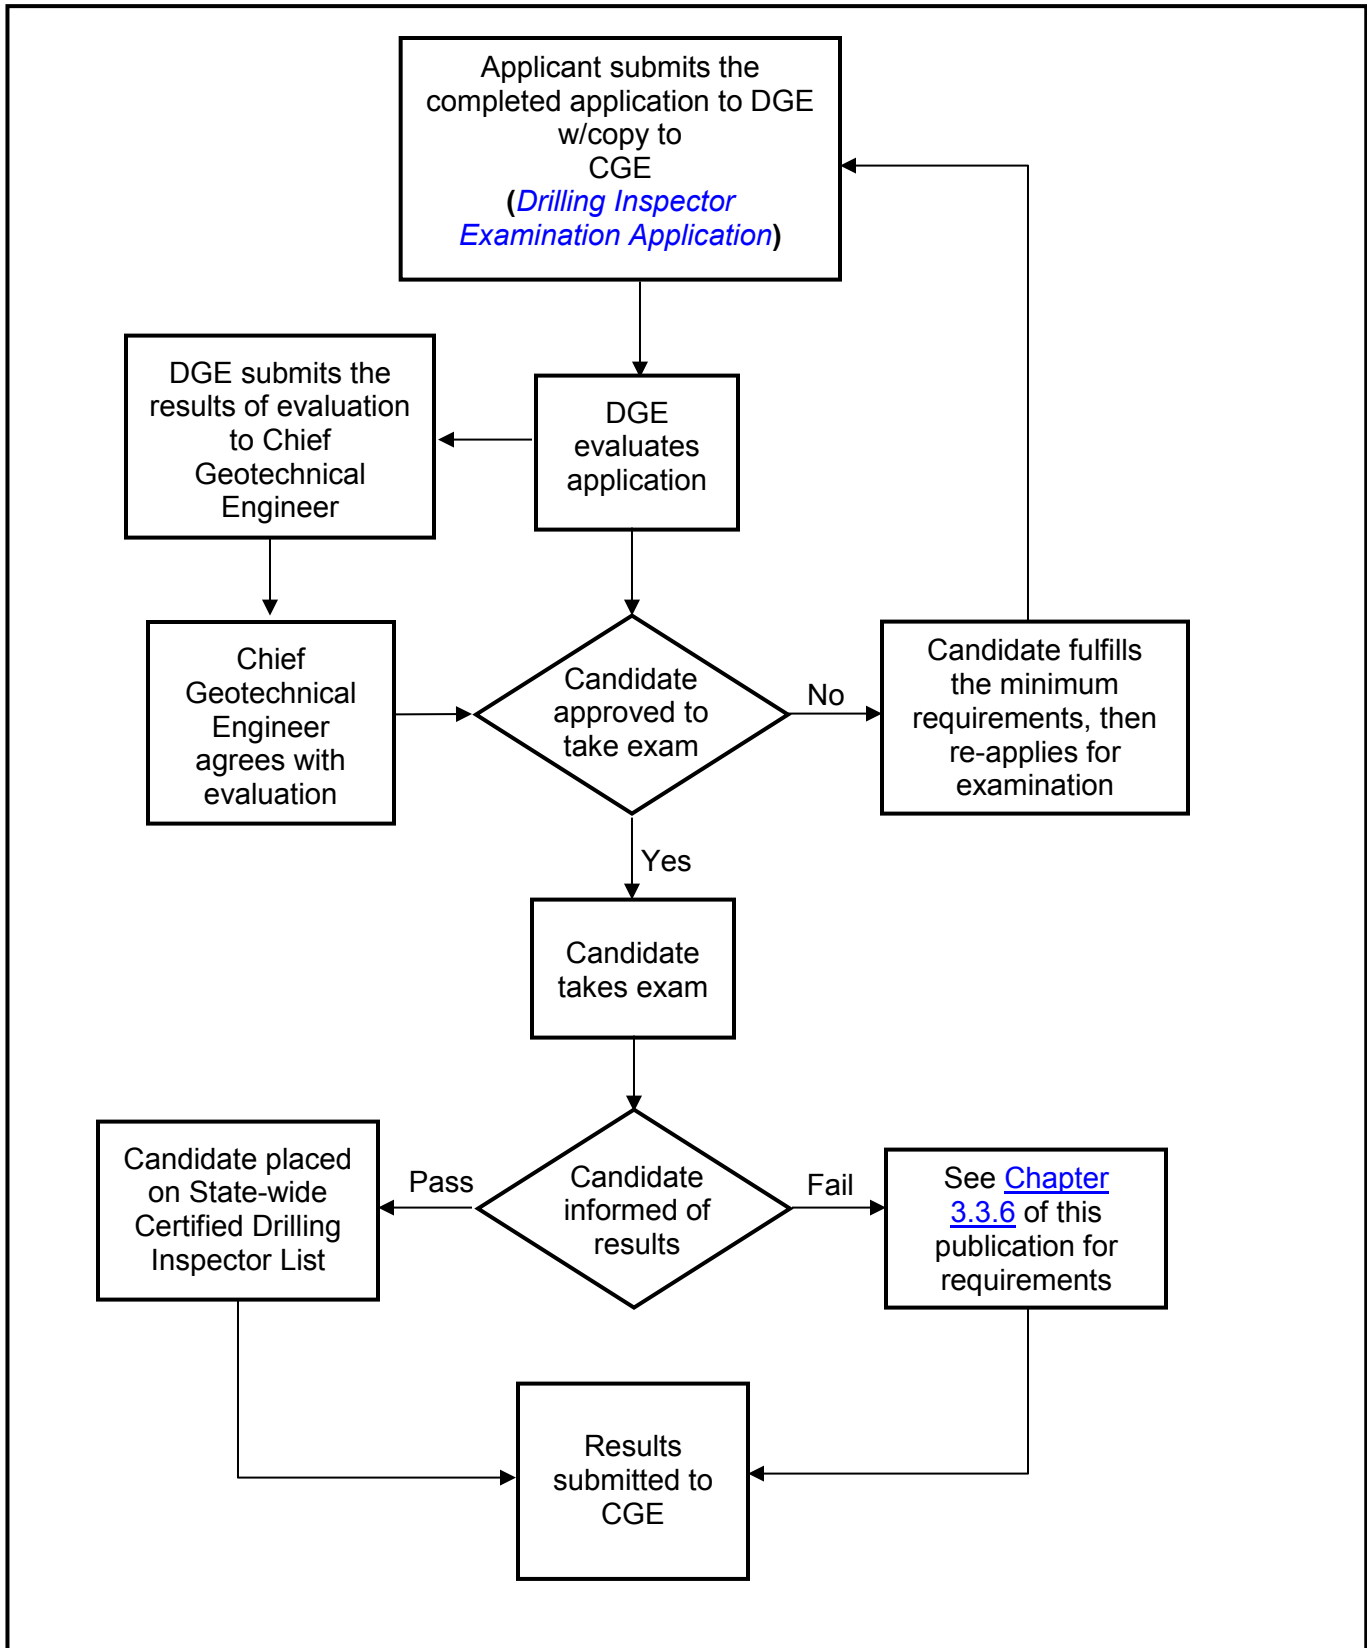 Applicant submits the
completed application to DGE
w/copy to
CGE
(Drilling Inspector
Examination Application)
DGE submits the
results of evaluation
to Chief
Geotechnical
Engineer
DGE
evaluates
application
Chief
Geotechnical
Engineer
agrees with
evaluation
Candidate
approved to
take exam
No
Candidate fulfills
the minimum
requirements, then
re-applies for
examination
Yes
Candidate
takes exam
Candidate placed
on State-wide
Certified Drilling
Inspector List
Pass
Candidate
informed of
results
Fail
See Chapter
3.3.6 of this
publication for
requirements
Results
submitted to
CGE